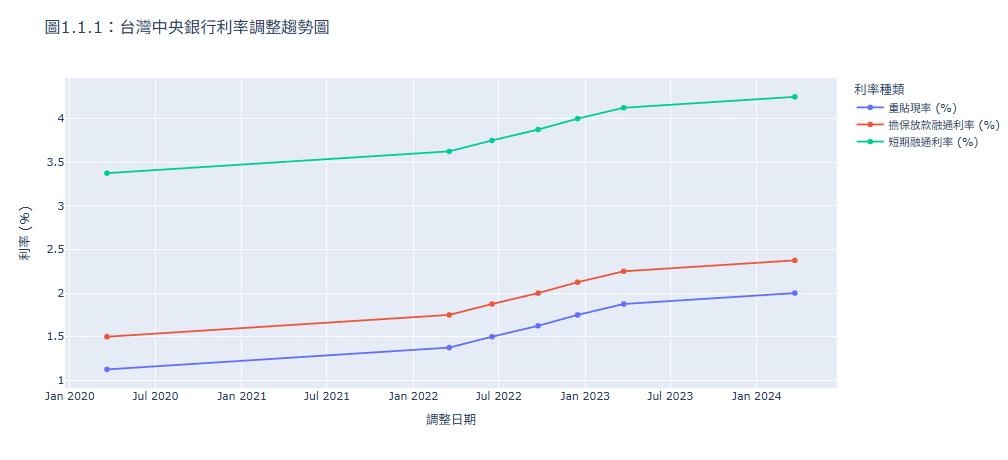 圖1.1.1：台灣中央銀行利率調整趨勢圖
利率種類
重貼現率 (%)
擔保放款融通利率 (%)
短期融通利率 (%)
利率 (%)
4
3.5
3
2.5
2
1.5
1
Jan 2020 Jul 2020 Jan 2021 Jul 2021 Jan 2022 Jul 2022 Jan 2023 Jul 2023 Jan 2024
調整日期